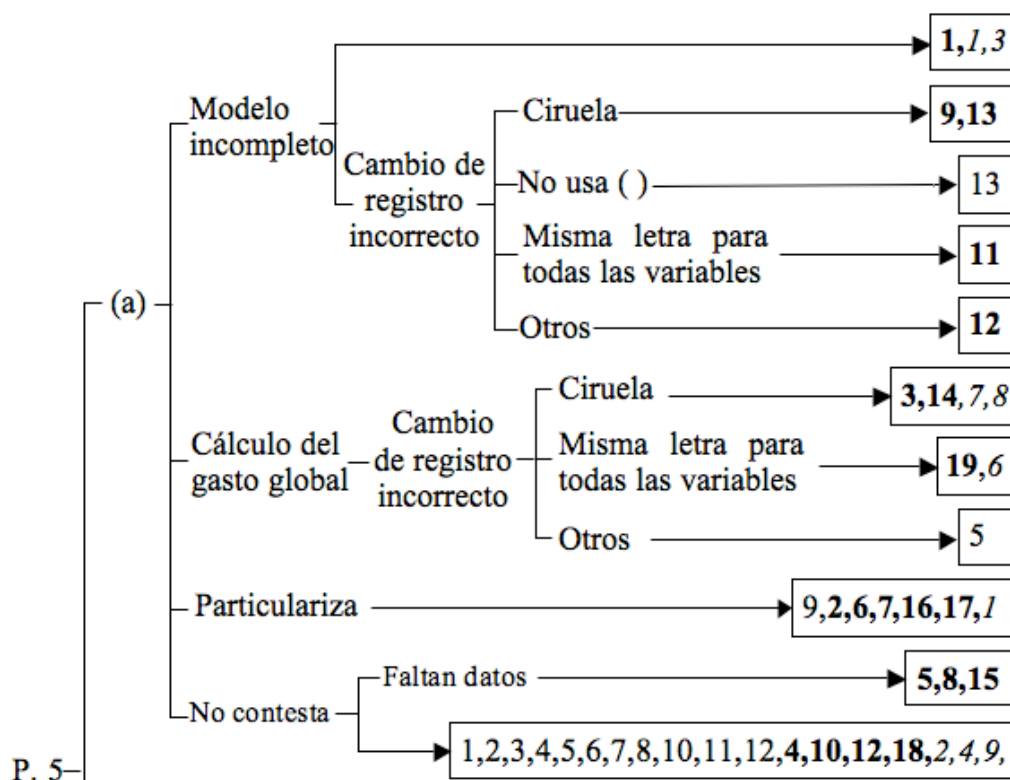 1,1,3
Modelo
incompleto
Ciruela
9,13
Cambio de
registro
incorrecto
No usa ( )
13
Misma letra para
todas las variables
11
Otros
12
(a)
Ciruela
3,14,7,8
Cálculo del
gasto global
Cambio
de registro
incorrecto
Misma letra para
todas las variables
19,6
Otros
5
Particulariza
9,2,6,7,16,17,1
Faltan datos
5,8,15
No contesta
1,2,3,4,5,6,7,8,10,11,12,4,10,12,18,2,4,9,
P. 5